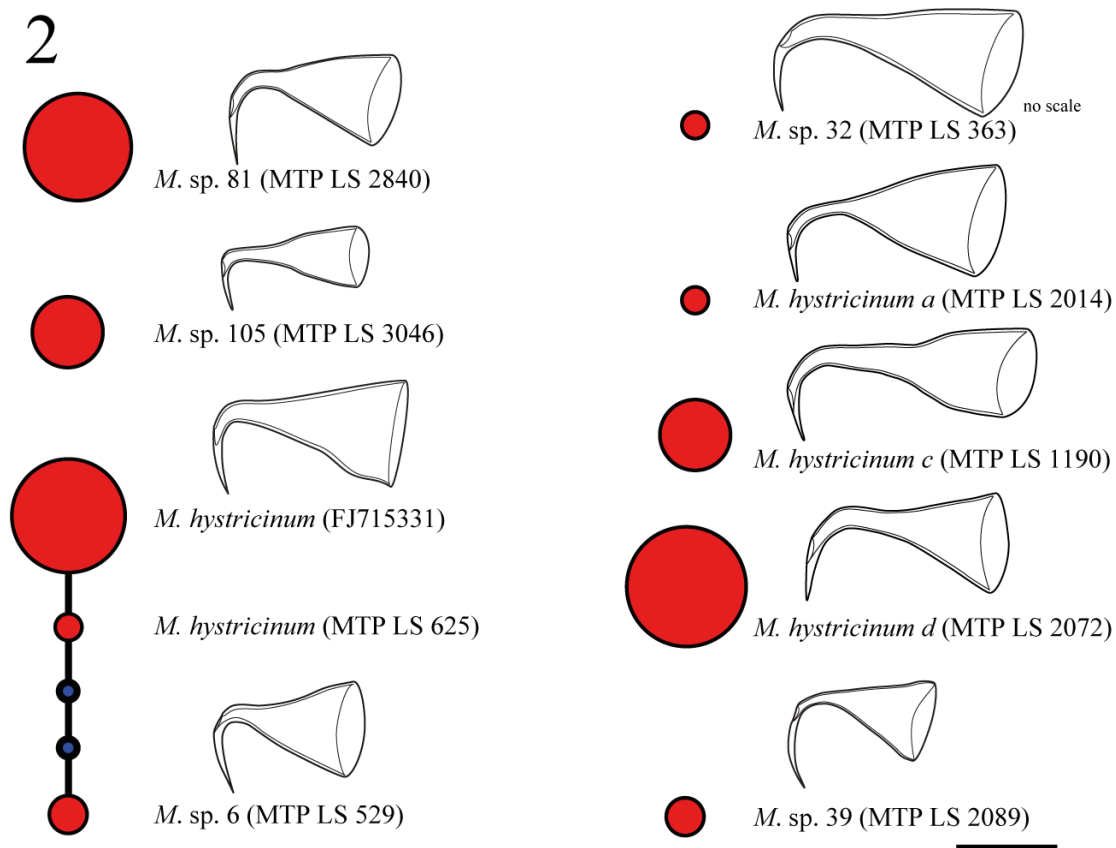 2
M. sp. 81 (MTP LS 2840)
M. sp. 105 (MTP LS 3046)
M. hystricinum (FJ715331)
M. hystricinum (MTP LS 625)
M. sp. 6 (MTP LS 529)
no scale
M. sp. 32 (MTP LS 363)
M. hystricinum a (MTP LS 2014)
M. hystricinum c (MTP LS 1190)
M. hystricinum d (MTP LS 2072)
M. sp. 39 (MTP LS 2089)